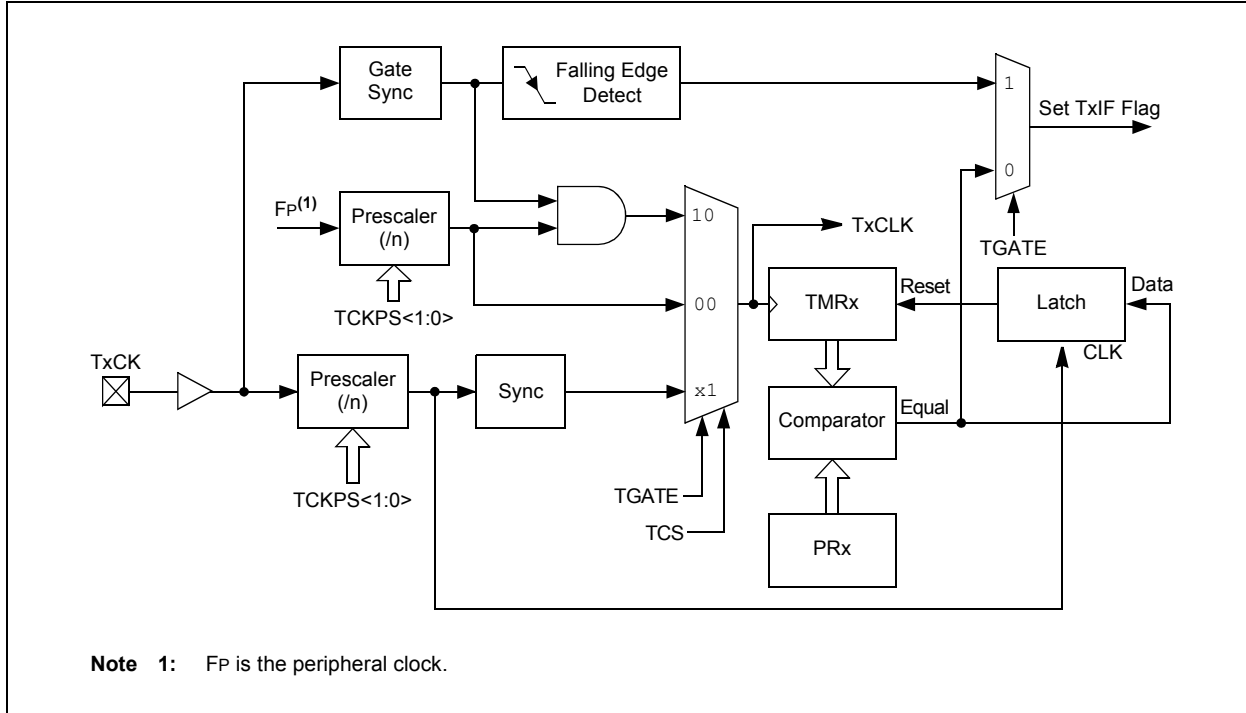 Gate
Sync
Falling Edge
Detect
1
Set TxIF Flag
0
FP(1)
Prescaler
(/n)
10
TxCLK
TGATE
TCKPS<1:0>
00
TMRx
Reset
Latch
Data
CLK
TxCK
Prescaler
(/n)
Sync
x1
Comparator
Equal
TCKPS<1:0>
TGATE
TCS
PRx
Note 1: FP is the peripheral clock.